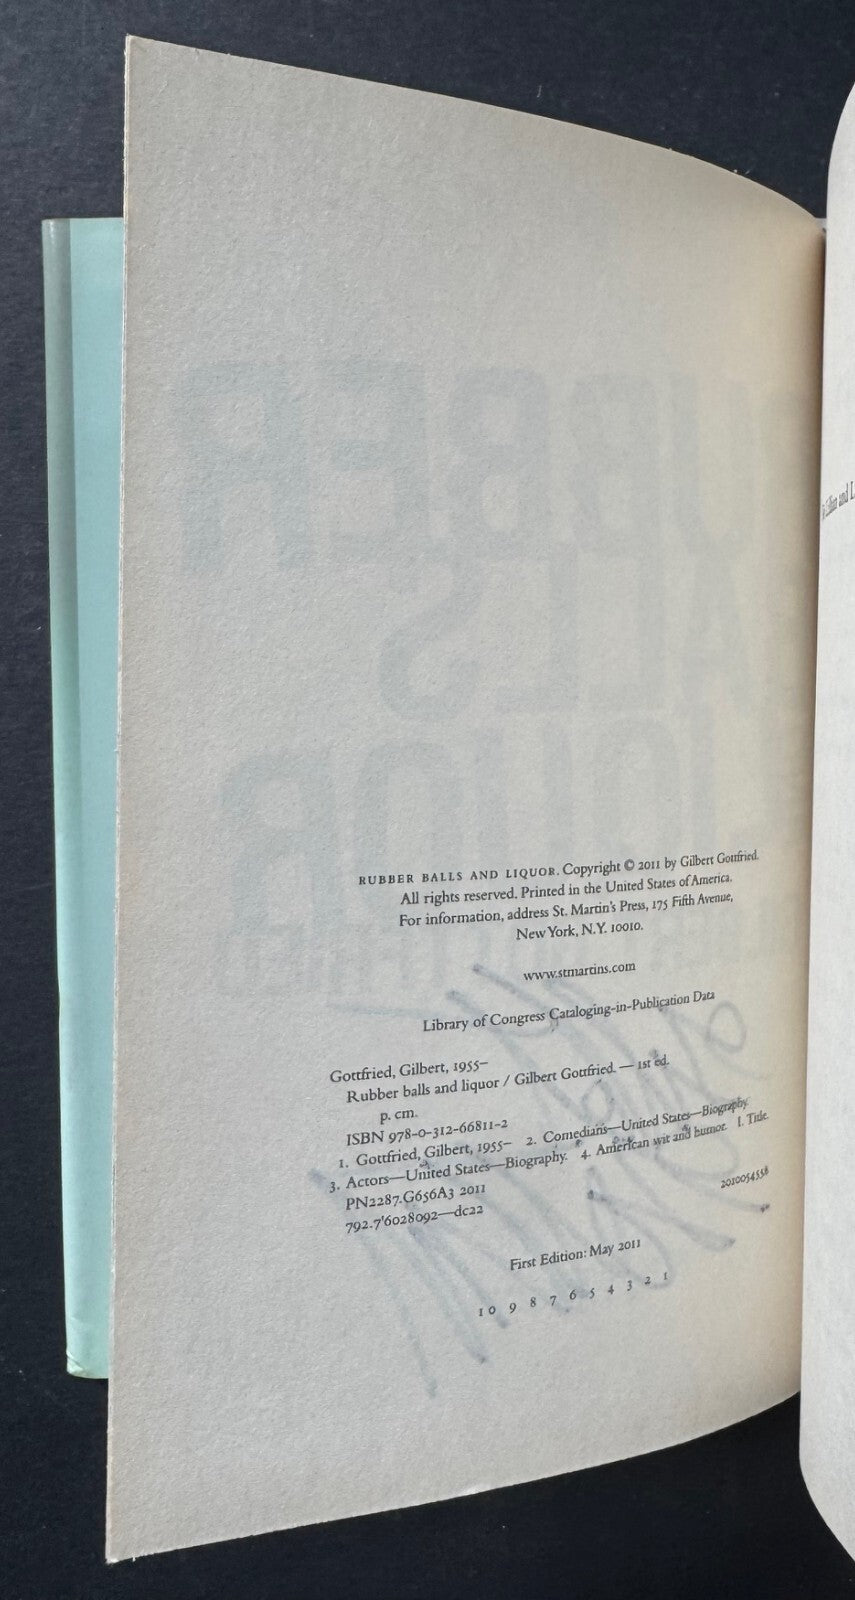 RUBBER BALLS AND LIQUOR. Copyright © 2011 by Gilbert Gottfried.
All rights reserved. Printed in the United States of America.
For information, address St. Martin's Press, 175 Fifth Avenue,
New York, N.Y. 10010.
www.stmartins.com
Library of Congress Cataloging-in-Publication Data
Gottfried, Gilbert, 1955–
Rubber balls and liquor / Gilbert Gottfried. — 1st ed.
p. cm.
ISBN 978-0-312-66811-2
1. Gottfried, Gilbert, 1955– 2. Comedians—United States—Biography.
3. Actors—United States—Biography. 4. American wit and humor. I. Title.
PN2287.G656A3 2011
792.7'6028092—dc22
2010054558
First Edition: May 2011
10 9 8 7 6 5 4 3 2 1